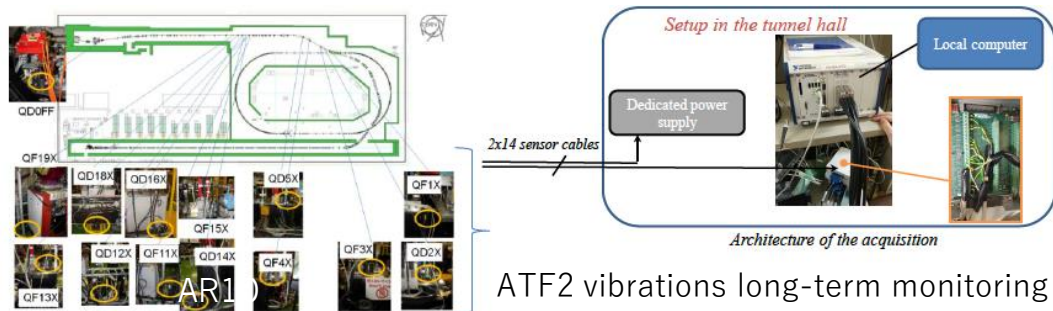 QD0FF
QF19X
QD18X
QD16X
QF15X
QD5X
QF1X
QF13X
QD12X
QF11X
QD14X
QF4X
QF3X
QD2X
Setup in the tunnel hall
Local computer
Dedicated power
supply
2x14 sensor cables
Architecture of the acquisition
ATF2 vibrations long-term monitoring